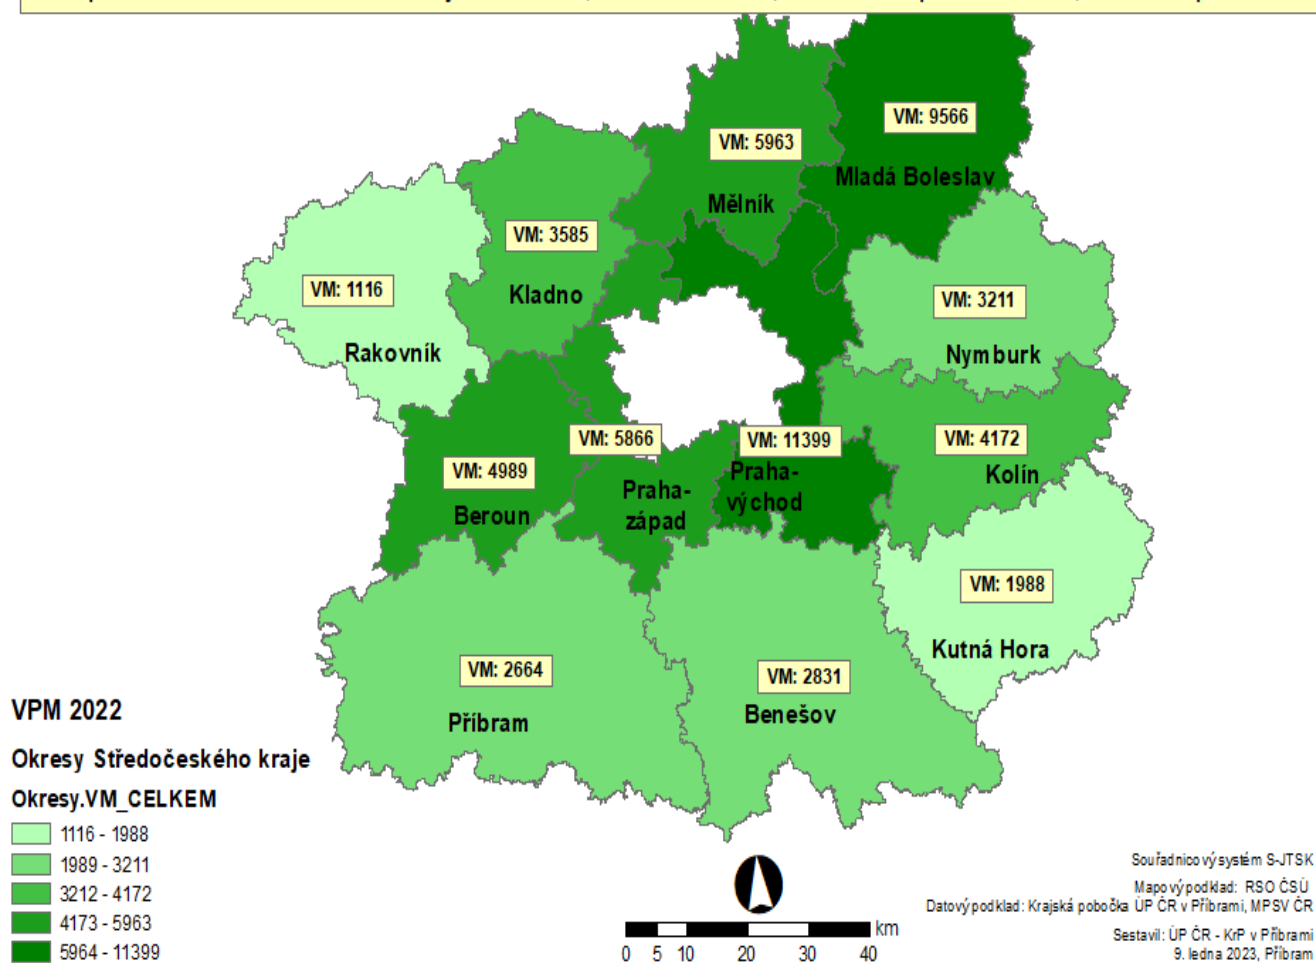 VM: 9566
Mladá Boleslav
VM: 5963
Mělník
VM: 3585
Kladno
VM: 1116
Rakovník
VM: 3211
Nymburk
VM: 5866
Praha-
západ
VM: 11399
Praha-
východ
VM: 4172
Kolín
VM: 4989
Beroun
VM: 1988
Kutná Hora
VM: 2664
Příbram
VM: 2831
Benešov
VPM 2022
Okresy Středočeského kraje
Okresy.VM_CELKEM
1116 - 1988
1989 - 3211
3212 - 4172
4173 - 5963
5964 - 11399
km
0 5 10 20 30 40
Souřadnicový systém S-JTSK
Mapový podklad: RSO ČSÚ
Datový podklad: Krajská pobočka ÚP ČR v Příbrami, MPSV ČR
Sestavil: ÚP ČR - KrP v Příbrami
9. ledna 2023, Příbram